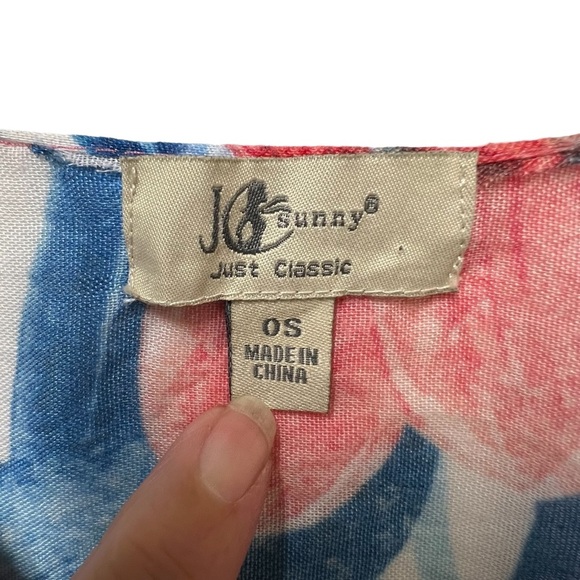 JC sunny®
Just Classic
OS
MADE IN
CHINA